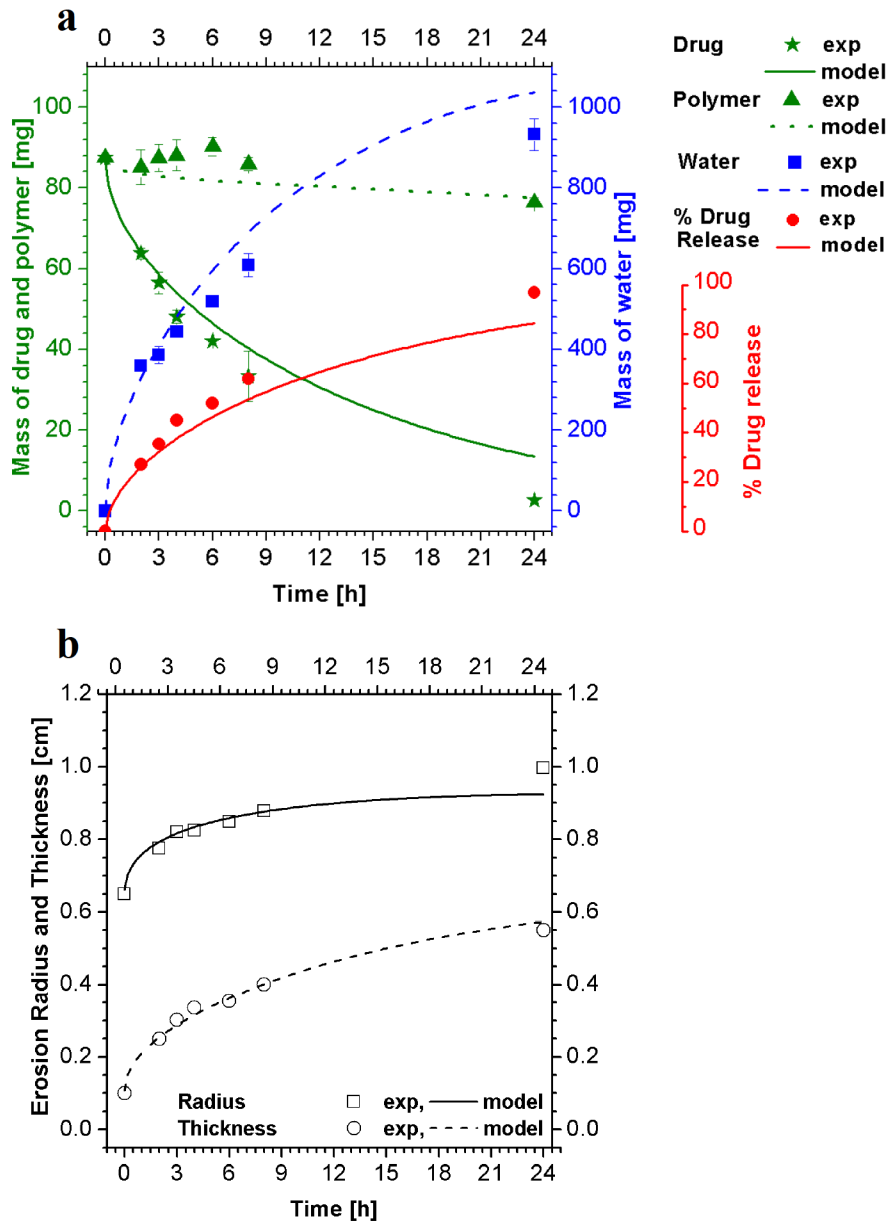 a
0 3 6 9 12 15 18 21 24
Mass of drug and polymer [mg]
100
80
60
40
20
0
1000
800
600
400
200
0
Mass of water [mg]
0 3 6 9 12 15 18 21 24
Time [h]
Drug exp
model
Polymer exp
model
Water exp
model
% Drug exp
Release model
100
80
60
40
20
0
% Drug release
b
0 3 6 9 12 15 18 21 24
Erosion Radius and Thickness [cm]
1.2
1.0
0.8
0.6
0.4
0.2
0.0
1.2
1.0
0.8
0.6
0.4
0.2
0.0
Radius exp, model
Thickness exp, model
0 3 6 9 12 15 18 21 24
Time [h]